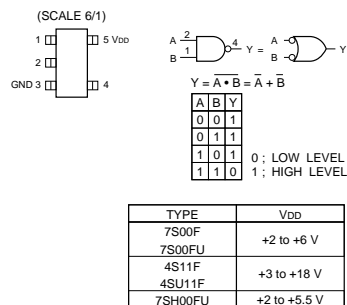 (SCALE 6/1)
1
5 VDD
2
GND 3
4
A 2
B 1
4
Y =
A
B
Y
Y = A • B = A + B
A B Y
0 0 1
0 1 1
1 0 1
1 1 0
0 ; LOW LEVEL
1 ; HIGH LEVEL
TYPE VDD
7S00F
7S00FU
+2 to +6 V
4S11F
4SU11F
+3 to +18 V
7SH00FU +2 to +5.5 V